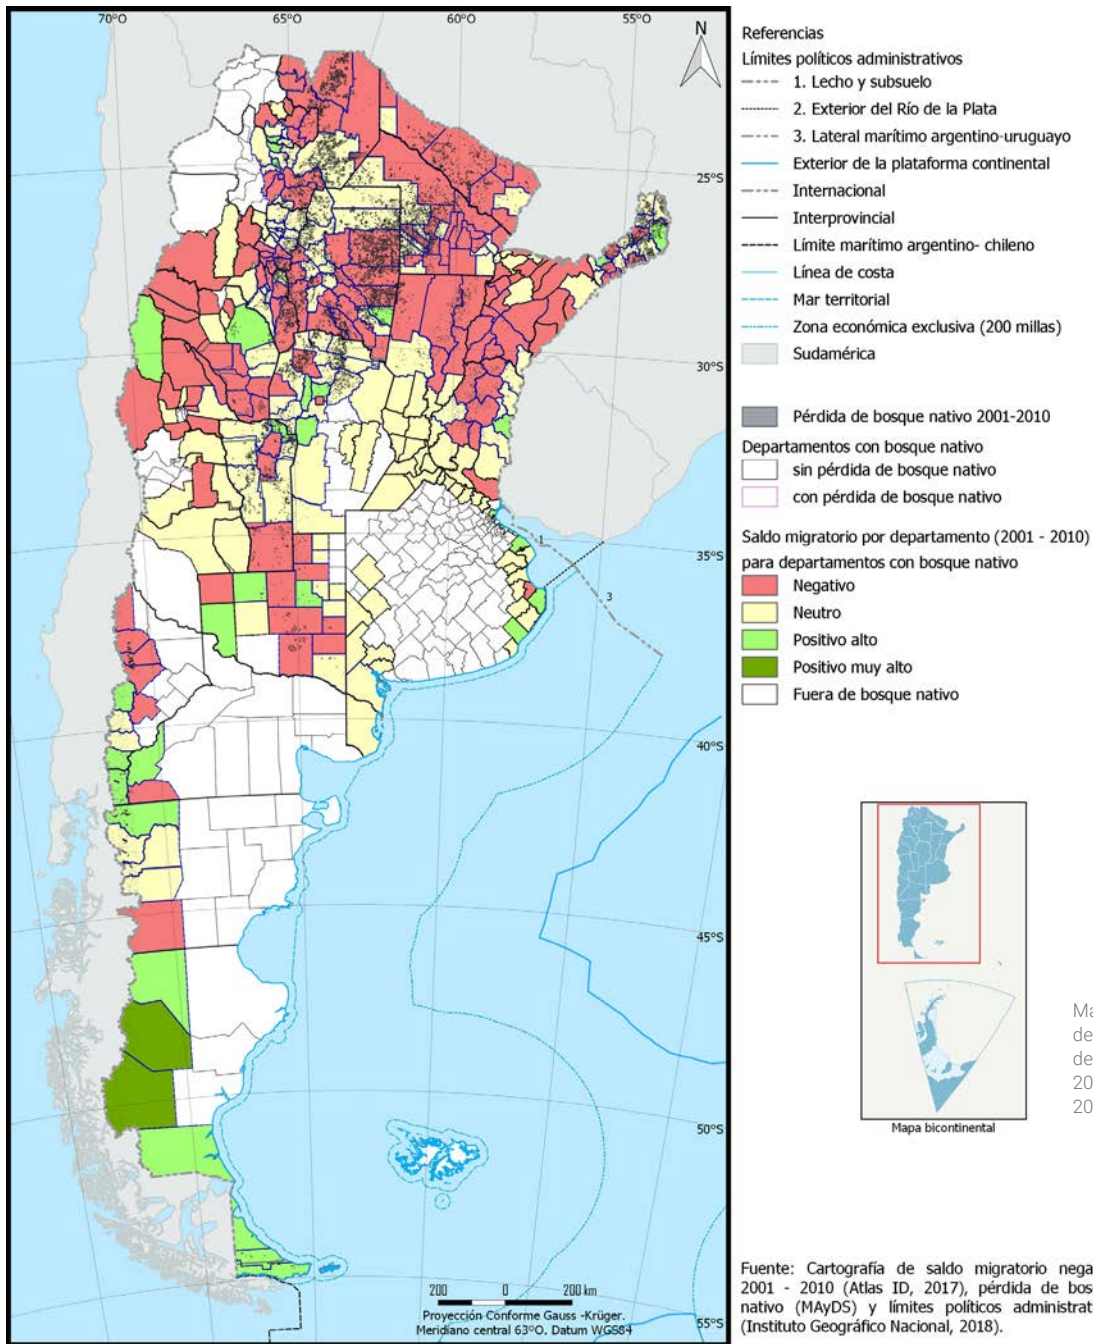 70°O
65°O
60°O
55°O
N
25°S
30°S
35°S
1
3
40°S
45°S
50°S
55°S
200 0 200 km
Proyección Conforme Gauss -Krüger.
Meridiano central 63°O. Datum WGS84
Referencias
Límites políticos administrativos
1. Lecho y subsuelo
2. Exterior del Río de la Plata
3. Lateral marítimo argentino-uruguayo
Exterior de la plataforma continental
Internacional
Interprovincial
Límite marítimo argentino- chileno
Línea de costa
Mar territorial
Zona económica exclusiva (200 millas)
Sudamérica
Pérdida de bosque nativo 2001-2010
Departamentos con bosque nativo
sin pérdida de bosque nativo
con pérdida de bosque nativo
Saldo migratorio por departamento (2001 - 2010)
para departamentos con bosque nativo
Negativo
Neutro
Positivo alto
Positivo muy alto
Fuera de bosque nativo
Mapa bicontinental
Ma
de
de
20
20
Fuente: Cartografía de saldo migratorio nega
2001 - 2010 (Atlas ID, 2017), pérdida de bos
nativo (MAyDS) y límites políticos administrat
(Instituto Geográfico Nacional, 2018).